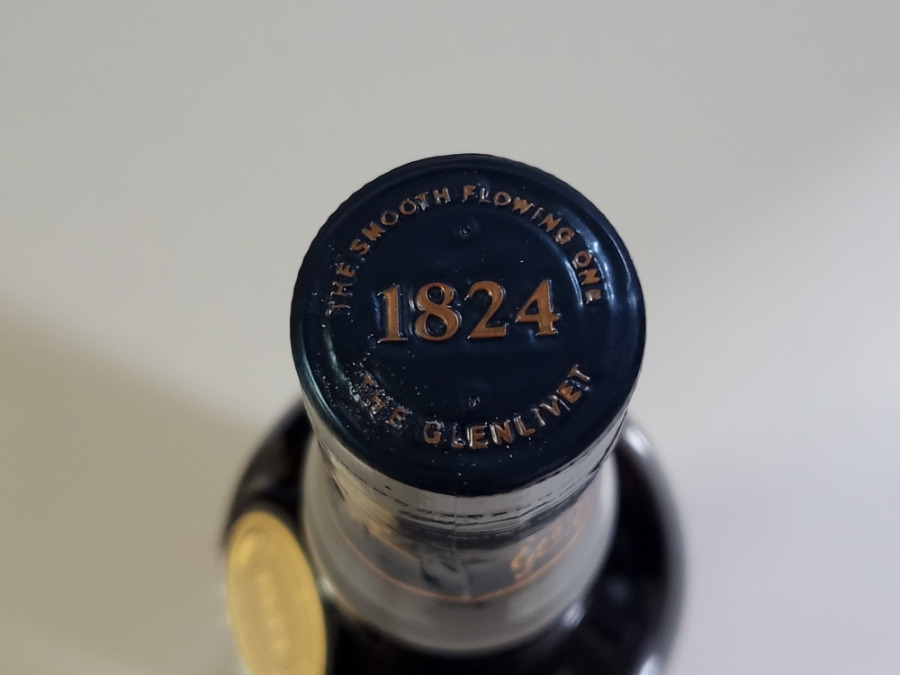 THE SMOOTH FLOWING ONE
1824
THE GLENLIVET